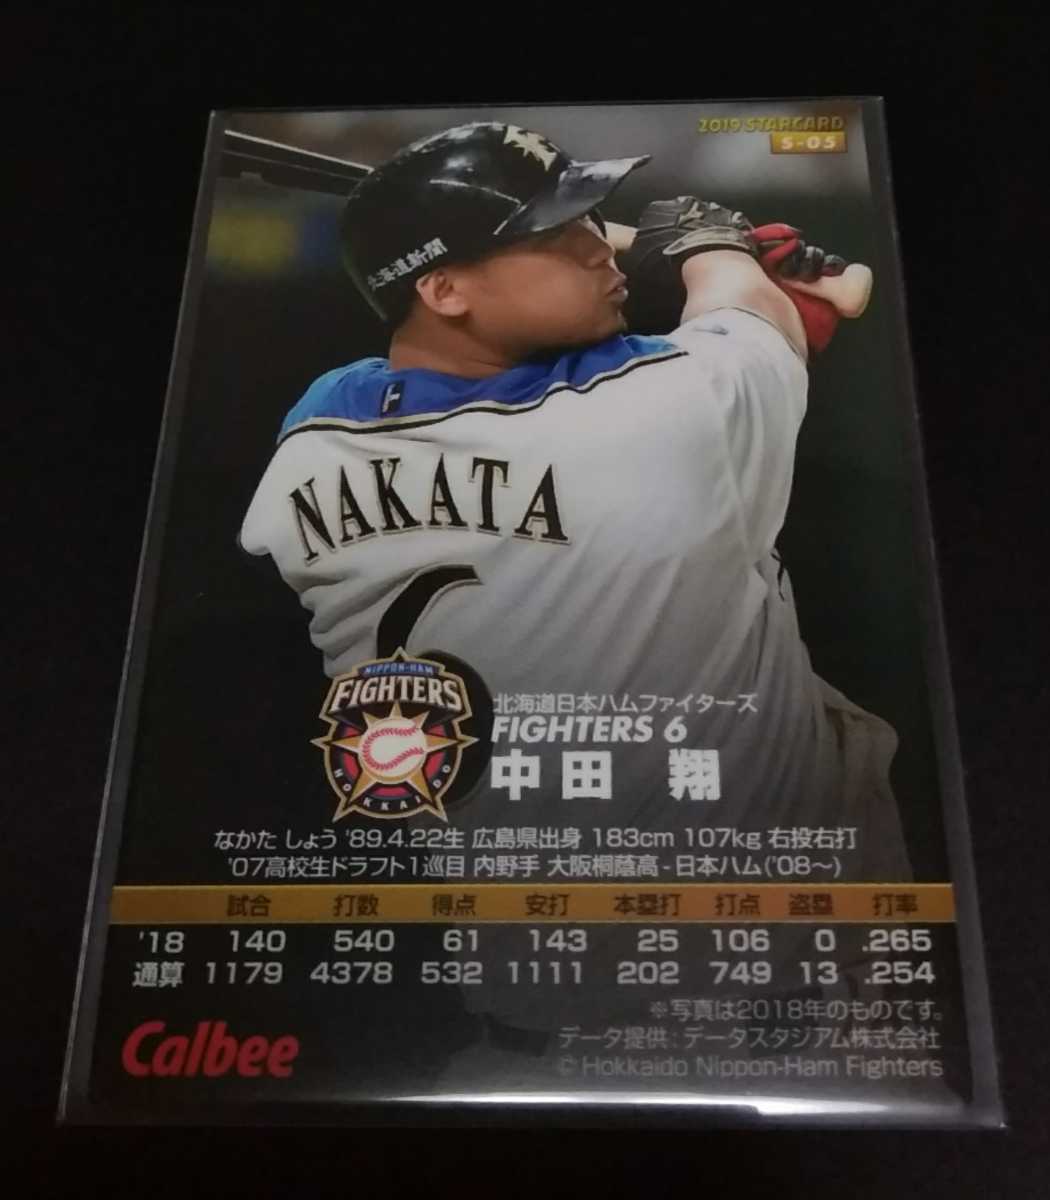 2019 STARCARD
S-05
北海道新聞
NAKATA
NIPPON-HAM
FIGHTERS
HOKKAIDO
北海道日本ハムファイターズ
FIGHTERS 6
中田 翔
なかた しょう '89.4.22生 広島県出身 183cm 107kg 右投右打
'07高校生ドラフト1巡目 内野手 大阪桐蔭高-日本ハム('08~)
試合 打数 得点 安打 本塁打 打点 盗塁 打率
'18 140 540 61 143 25 106 0 .265
通算 1179 4378 532 1111 202 749 13 .254
※写真は2018年のものです。
データ提供:データスタジアム株式会社
© Hokkaido Nippon-Ham Fighters
Calbee